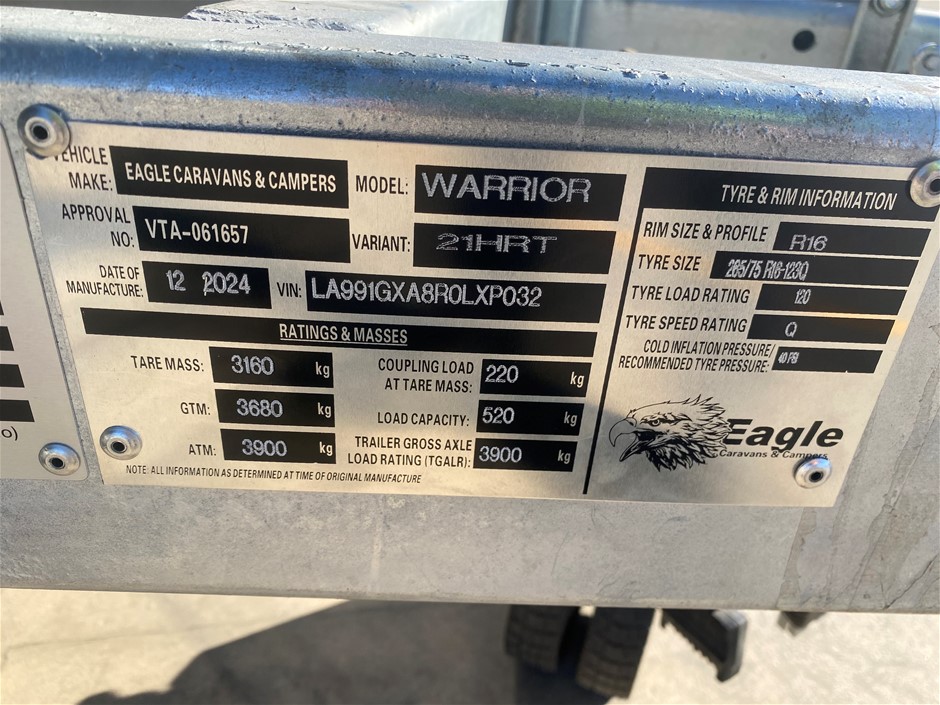 VEHICLE MAKE: EAGLE CARAVANS & CAMPERS MODEL: WARRIOR
APPROVAL NO: VTA-061657 VARIANT: 21HRT
DATE OF MANUFACTURE: 12 2024 VIN: LA991GXA8R0LXP032
RATINGS & MASSES
TARE MASS: 3160 kg COUPLING LOAD AT TARE MASS: 220 kg
GTM: 3680 kg LOAD CAPACITY: 520 kg
ATM: 3900 kg TRAILER GROSS AXLE LOAD RATING (TGALR): 3900 kg
NOTE: ALL INFORMATION AS DETERMINED AT TIME OF ORIGINAL MANUFACTURE
TYRE & RIM INFORMATION
RIM SIZE & PROFILE R16
TYRE SIZE 265/75 R16-123Q
TYRE LOAD RATING 120
TYRE SPEED RATING Q
COLD INFLATION PRESSURE/ RECOMMENDED TYRE PRESSURE: 40 PSI
Eagle
Caravans & Campers